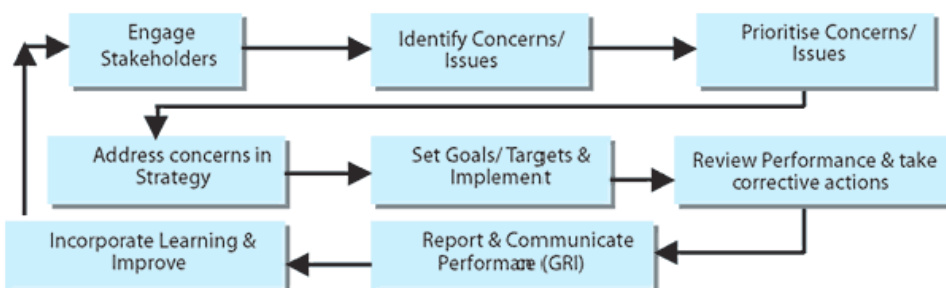 Engage
Stakeholders
Identify Concerns/
Issues
Prioritise Concerns/
Issues
Address concerns in
Strategy
Set Goals/ Targets &
Implement
Review Performance & take
corrective actions
Incorporate Learning &
Improve
Report & Communicate
Performance (GRI)